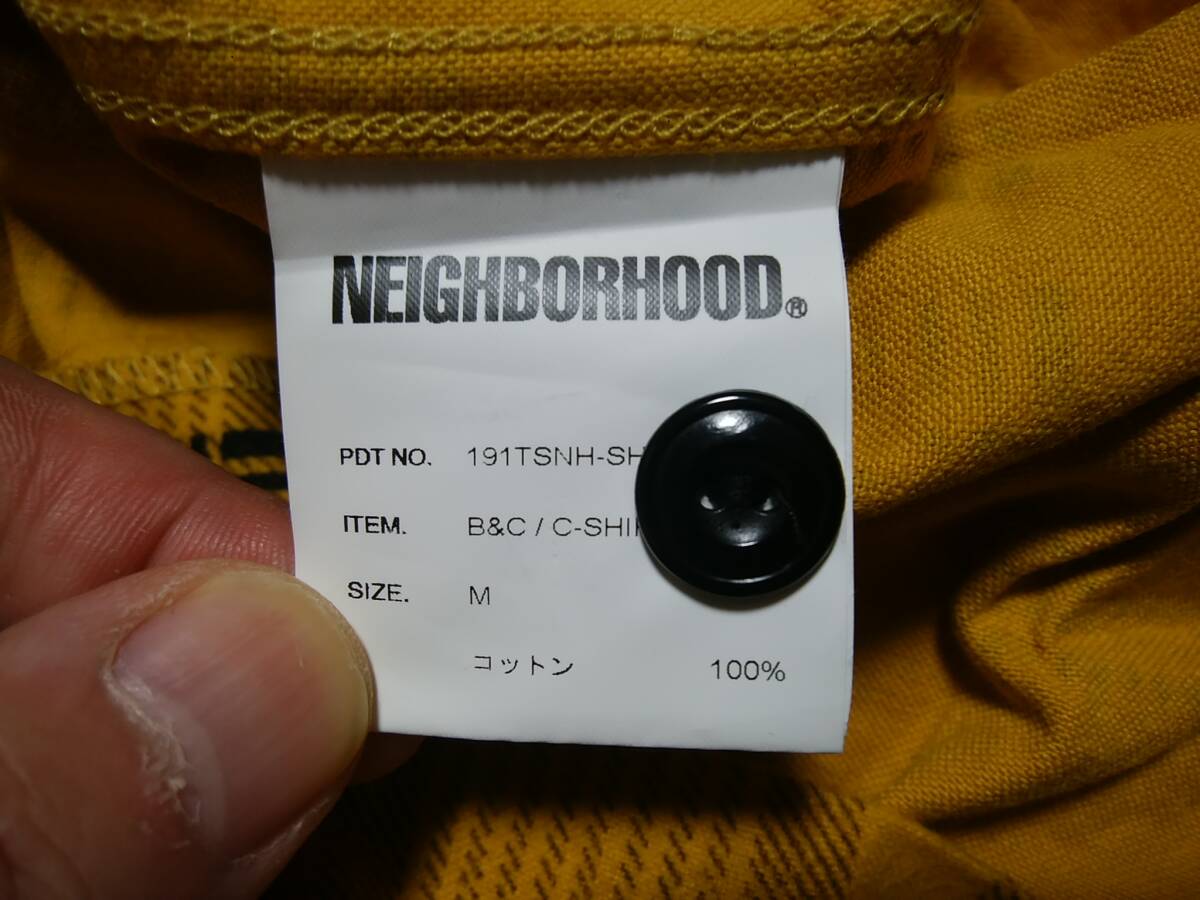 NEIGHBORHOOD®
PDT NO. 191TSNH-SH
ITEM. B&C / C-SHI
SIZE. M
コットン 100%